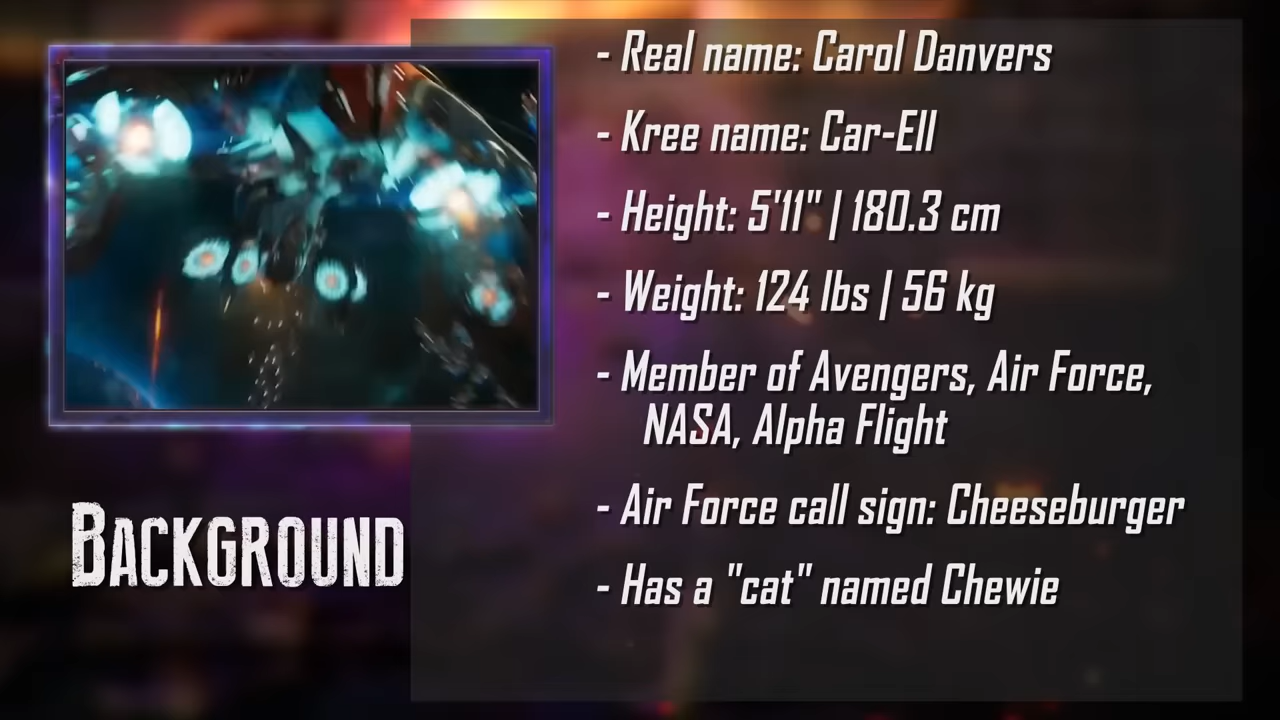 - Real name: Carol Danvers
- Kree name: Car-Ell
- Height: 5'11" | 180.3 cm
- Weight: 124 lbs | 56 kg
- Member of Avengers, Air Force,
NASA, Alpha Flight
- Air Force call sign: Cheeseburger
- Has a "cat" named Chewie
BACKGROUND